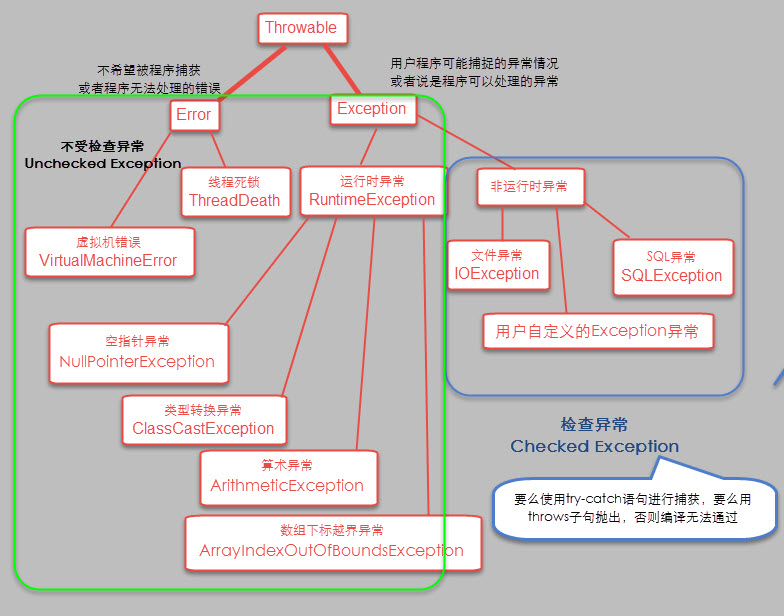 Throwable
不希望被程序捕获
或者程序无法处理的错误
用户程序可能捕捉的异常情况
或者说是程序可以处理的异常
Error
Exception
不受检查异常
Unchecked Exception
线程死锁
ThreadDeath
运行时异常
RuntimeException
非运行时异常
虚拟机错误
VirtualMachineError
文件异常
IOException
SQL异常
SQLException
用户自定义的Exception异常
空指针异常
NullPointerException
类型转换异常
ClassCastException
算术异常
ArithmeticException
数组下标越界异常
ArrayIndexOutOfBoundsException
检查异常
Checked Exception
要么使用try-catch语句进行捕获，要么用
throws子句抛出，否则编译无法通过